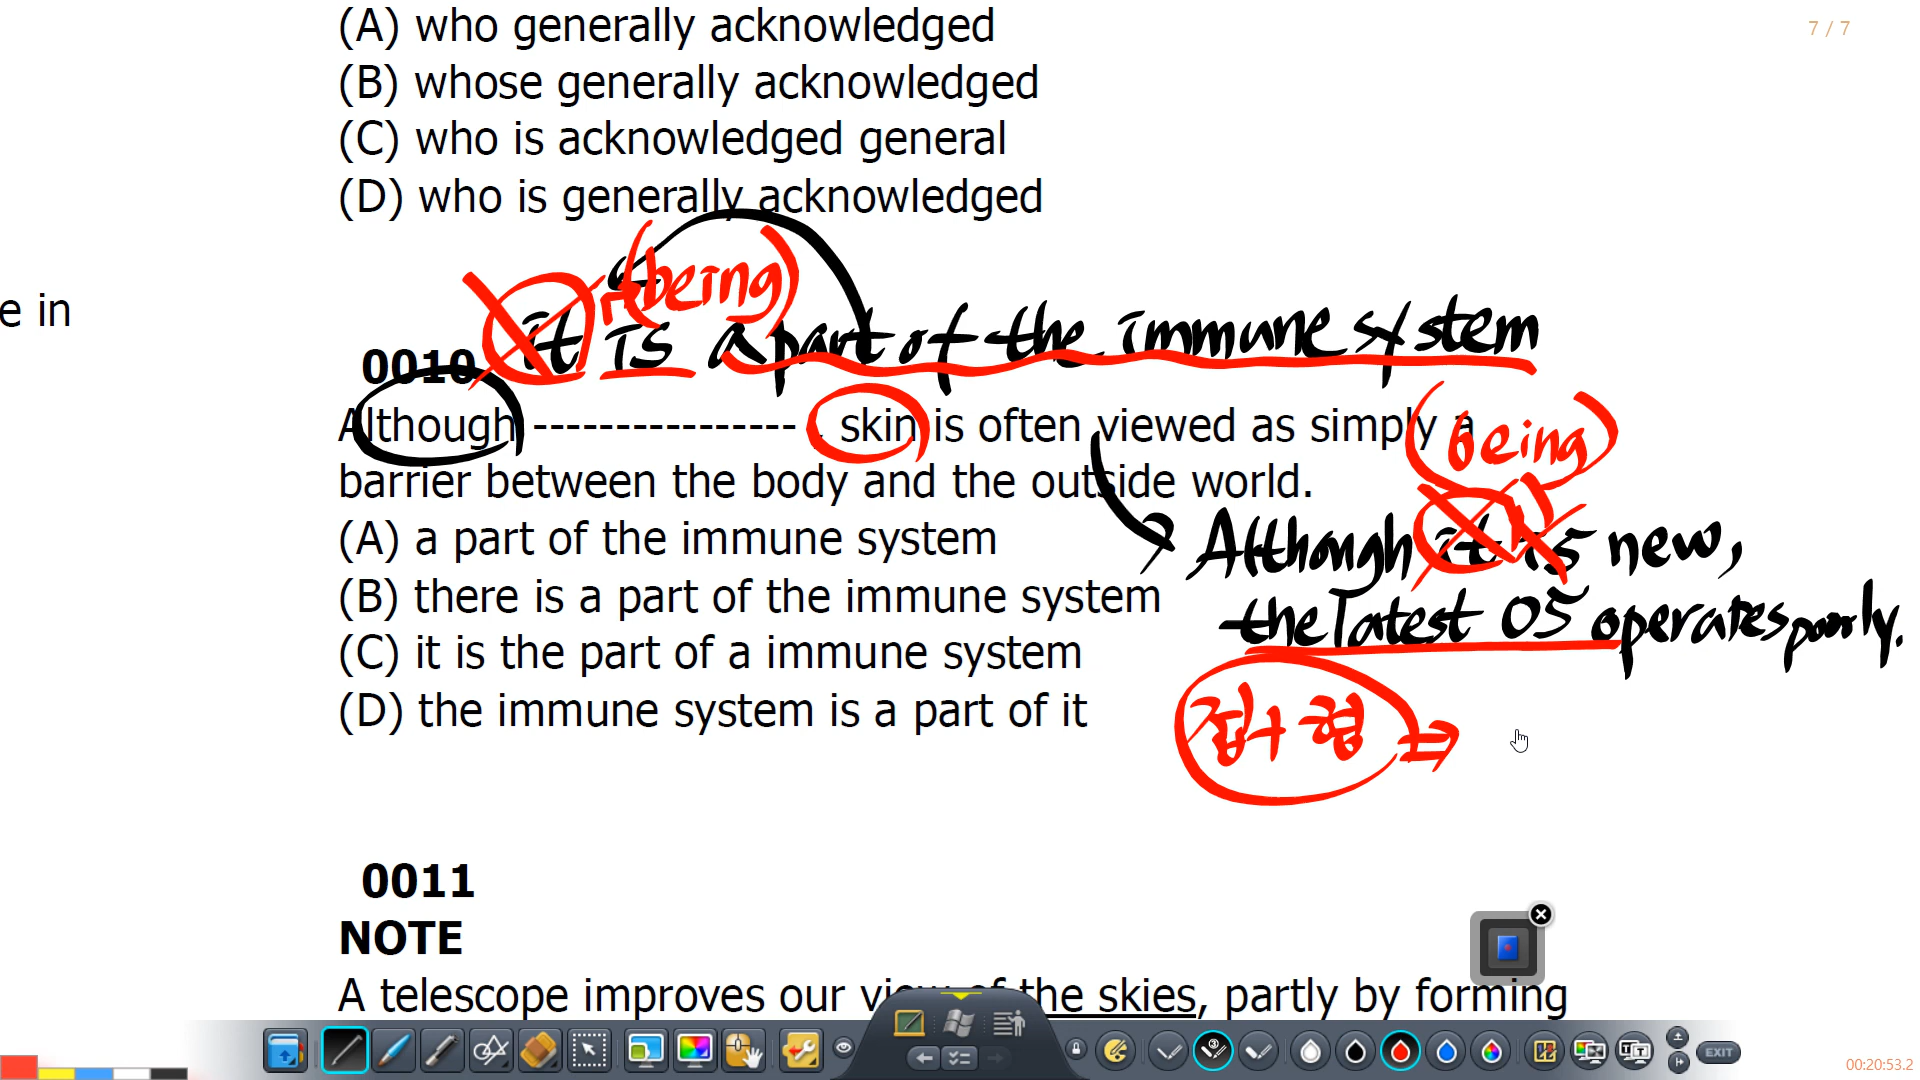 (A) who generally acknowledged
7 / 7
(B) whose generally acknowledged
(C) who is acknowledged general
(D) who is generally acknowledged
(being)
e in
it is a part of the immune system
0010
Although ---------------- , skin is often viewed as simply a
(being)
barrier between the body and the outside world.
(A) a part of the immune system
Although it is new,
(B) there is a part of the immune system
the latest OS operates poorly.
(C) it is the part of a immune system
(D) the immune system is a part of it
접+형 ⇒
0011
NOTE
A telescope improves our view of the skies, partly by forming
EXIT
00:20:53.2